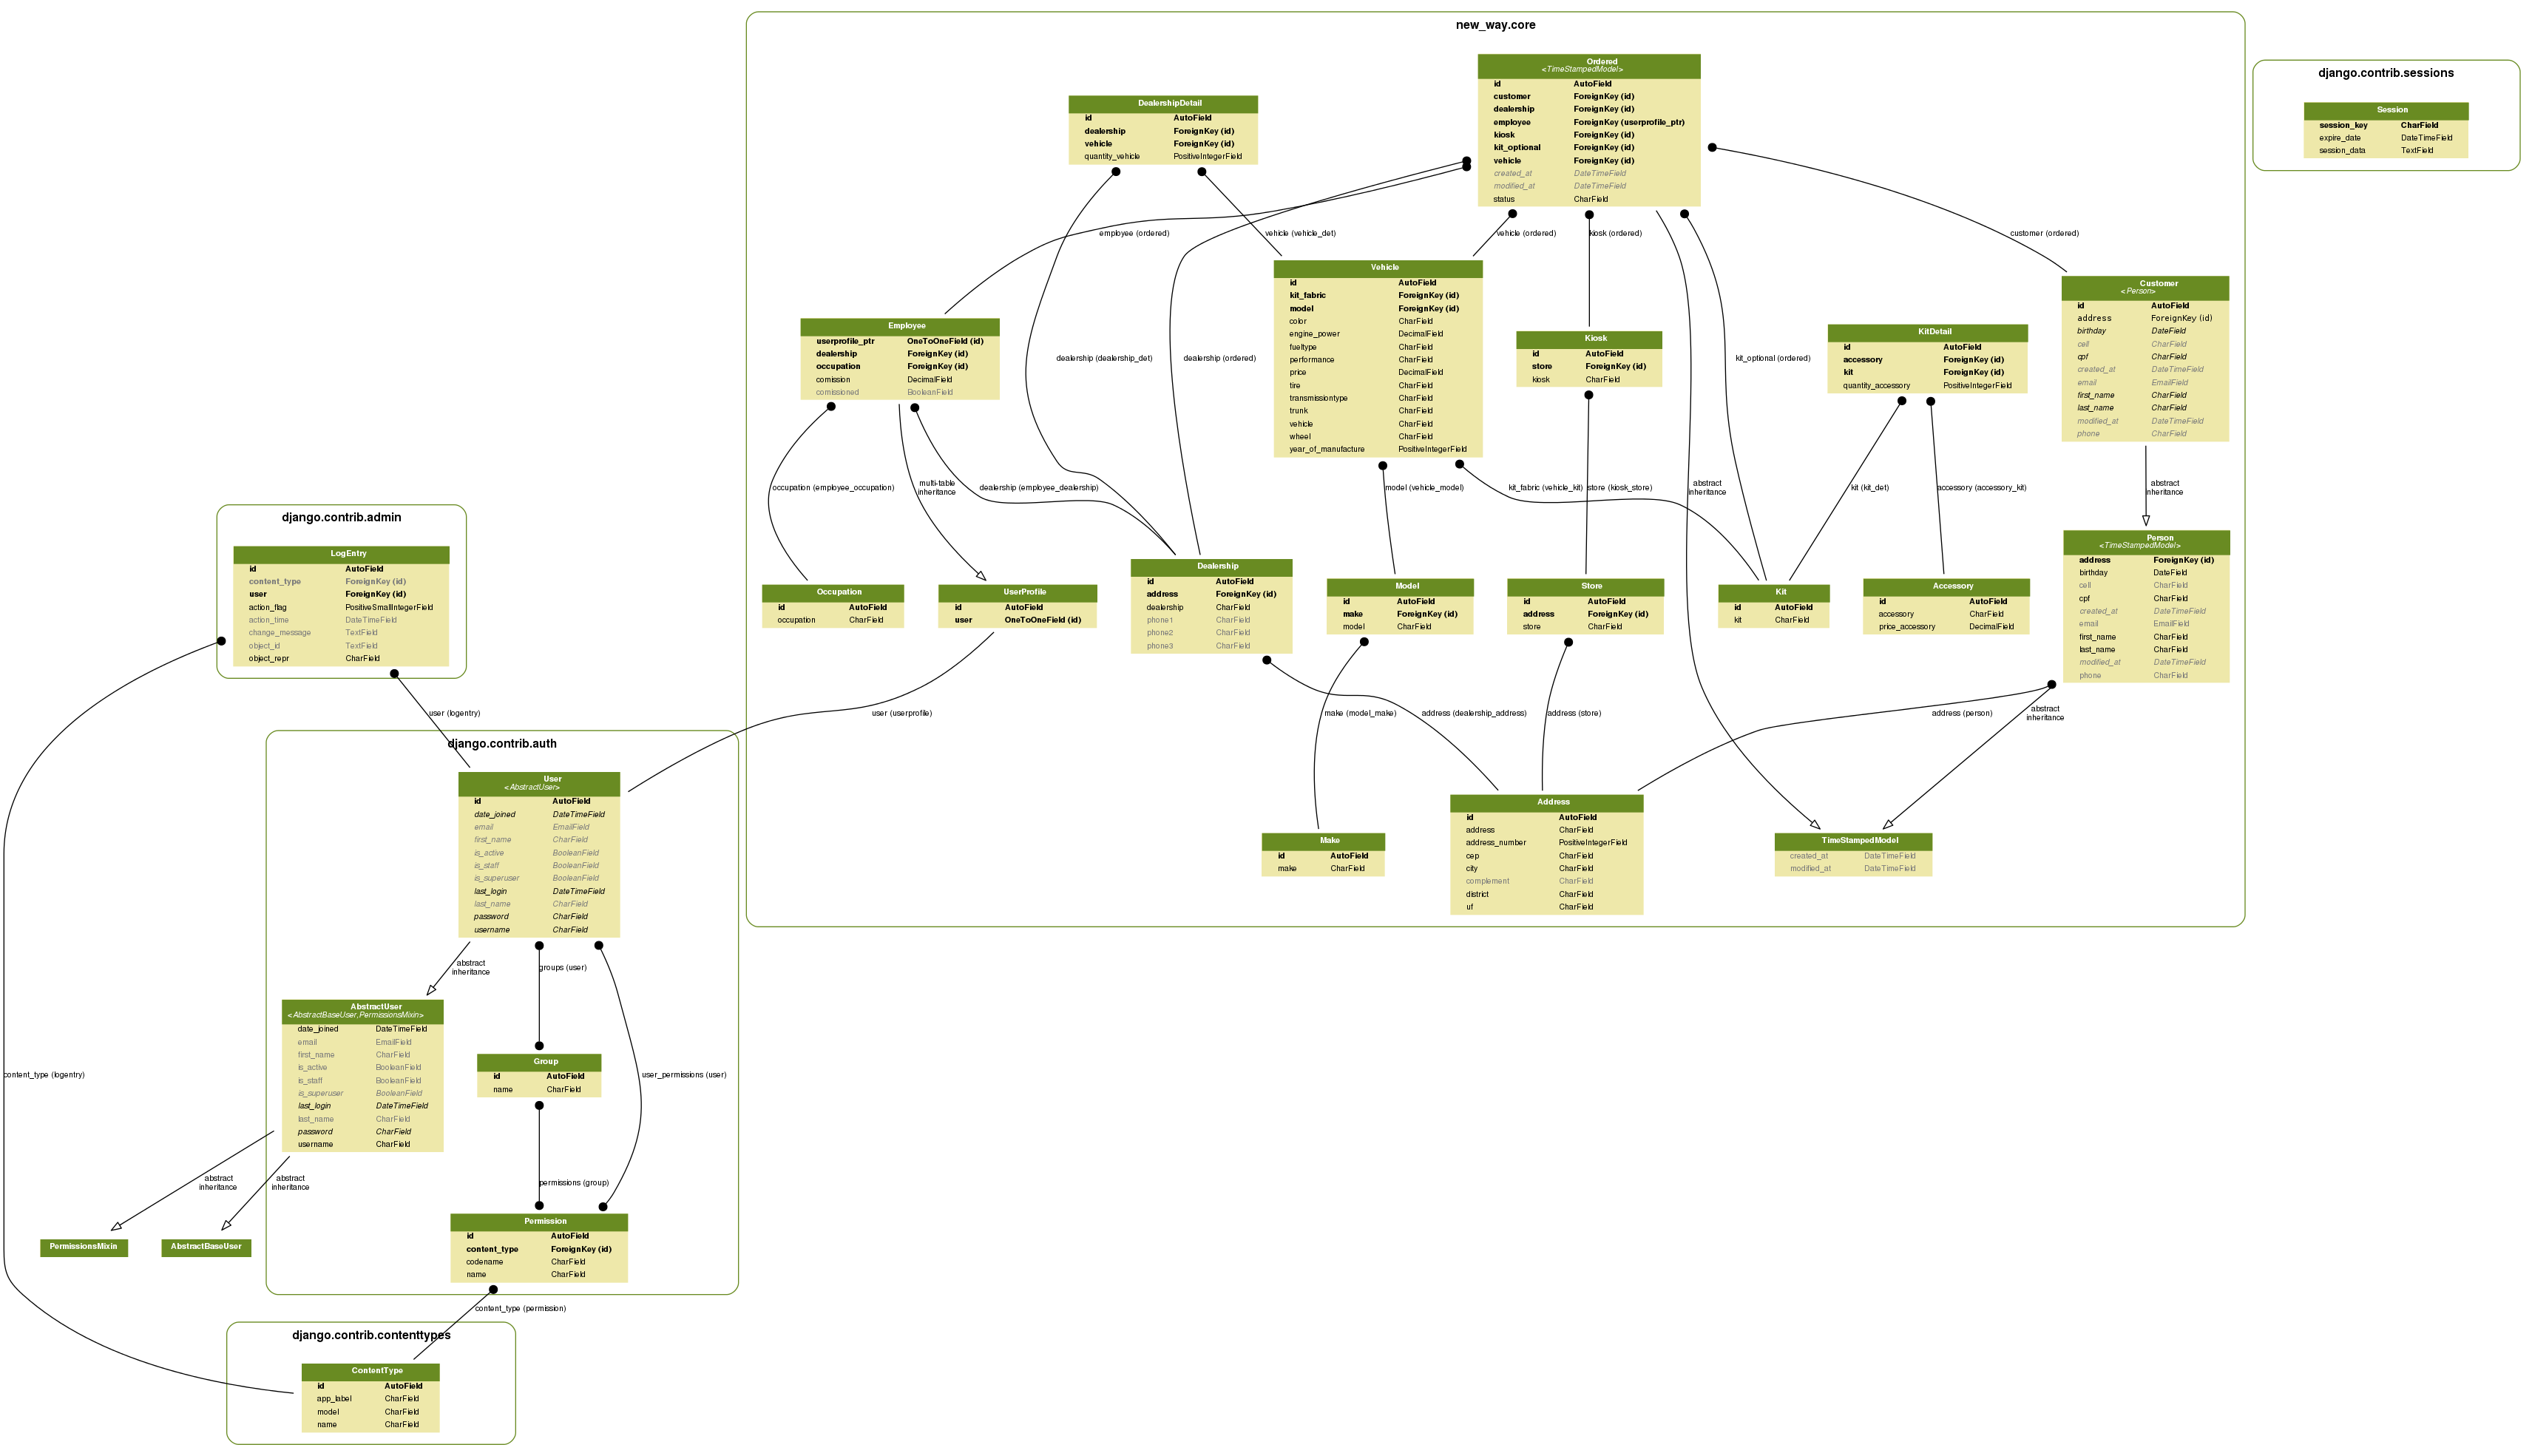 new_way.core
Ordered
<TimeStampedModel>
id AutoField
customer ForeignKey (id)
dealership ForeignKey (id)
employee ForeignKey (userprofile_ptr)
kiosk ForeignKey (id)
kit_optional ForeignKey (id)
vehicle ForeignKey (id)
created_at DateTimeField
modified_at DateTimeField
status CharField
DealershipDetail
id AutoField
dealership ForeignKey (id)
vehicle ForeignKey (id)
quantity_vehicle PositiveIntegerField
django.contrib.sessions
Session
session_key CharField
expire_date DateTimeField
session_data TextField
employee (ordered)
vehicle (vehicle_det)
vehicle (ordered)
kiosk (ordered)
customer (ordered)
Vehicle
id AutoField
kit_fabric ForeignKey (id)
model ForeignKey (id)
color CharField
engine_power DecimalField
fueltype CharField
performance CharField
price DecimalField
tire CharField
transmissiontype CharField
trunk CharField
vehicle CharField
wheel CharField
year_of_manufacture PositiveIntegerField
Customer
<Person>
id AutoField
address ForeignKey (id)
birthday DateField
cell CharField
cpf CharField
created_at DateTimeField
email EmailField
first_name CharField
last_name CharField
modified_at DateTimeField
phone CharField
Employee
userprofile_ptr OneToOneField (id)
dealership ForeignKey (id)
occupation ForeignKey (id)
comission DecimalField
comissioned BooleanField
Kiosk
id AutoField
store ForeignKey (id)
kiosk CharField
KitDetail
id AutoField
accessory ForeignKey (id)
kit ForeignKey (id)
quantity_accessory PositiveIntegerField
dealership (dealership_det)
dealership (ordered)
kit_optional (ordered)
occupation (employee_occupation)
multi-table
inheritance
dealership (employee_dealership)
model (vehicle_model)
kit_fabric (vehicle_kit)
store (kiosk_store)
abstract
inheritance
kit (kit_det)
accessory (accessory_kit)
abstract
inheritance
django.contrib.admin
LogEntry
id AutoField
content_type ForeignKey (id)
user ForeignKey (id)
action_flag PositiveSmallIntegerField
action_time DateTimeField
change_message TextField
object_id TextField
object_repr CharField
Occupation
id AutoField
occupation CharField
UserProfile
id AutoField
user OneToOneField (id)
Dealership
id AutoField
address ForeignKey (id)
dealership CharField
phone1 CharField
phone2 CharField
phone3 CharField
Model
id AutoField
make ForeignKey (id)
model CharField
Store
id AutoField
address ForeignKey (id)
store CharField
Kit
id AutoField
kit CharField
Accessory
id AutoField
accessory CharField
price_accessory DecimalField
Person
<TimeStampedModel>
address ForeignKey (id)
birthday DateField
cell CharField
cpf CharField
created_at DateTimeField
email EmailField
first_name CharField
last_name CharField
modified_at DateTimeField
phone CharField
user (logentry)
user (userprofile)
make (model_make)
address (dealership_address)
address (store)
address (person)
abstract
inheritance
django.contrib.auth
User
<AbstractUser>
id AutoField
date_joined DateTimeField
email EmailField
first_name CharField
is_active BooleanField
is_staff BooleanField
is_superuser BooleanField
last_login DateTimeField
last_name CharField
password CharField
username CharField
Make
id AutoField
make CharField
Address
id AutoField
address CharField
address_number PositiveIntegerField
cep CharField
city CharField
complement CharField
district CharField
uf CharField
TimeStampedModel
created_at DateTimeField
modified_at DateTimeField
abstract
inheritance
groups (user)
AbstractUser
<AbstractBaseUser,PermissionsMixin>
date_joined DateTimeField
email EmailField
first_name CharField
is_active BooleanField
is_staff BooleanField
is_superuser BooleanField
last_login DateTimeField
last_name CharField
password CharField
username CharField
Group
id AutoField
name CharField
content_type (logentry)
user_permissions (user)
abstract
inheritance
abstract
inheritance
permissions (group)
PermissionsMixin
AbstractBaseUser
Permission
id AutoField
content_type ForeignKey (id)
codename CharField
name CharField
content_type (permission)
django.contrib.contenttypes
ContentType
id AutoField
app_label CharField
model CharField
name CharField